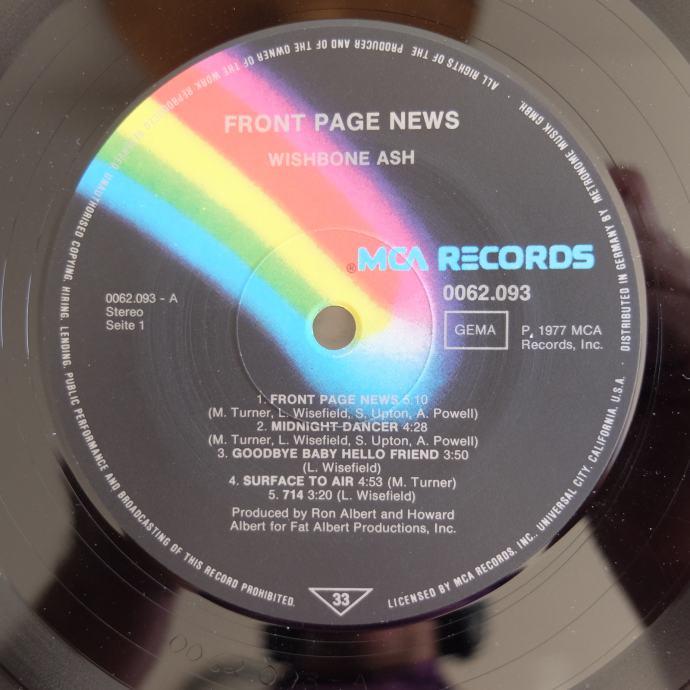 FRONT PAGE NEWS
WISHBONE ASH
® MCA RECORDS
0062.093
0062.093 - A
Stereo
Seite 1
GEMA
P, 1977 MCA
Records, Inc.
1. FRONT PAGE NEWS 5:10
(M. Turner, L. Wisefield, S. Upton, A. Powell)
2. MIDNIGHT DANCER 4:28
(M. Turner, L. Wisefield, S. Upton, A. Powell)
3. GOODBYE BABY HELLO FRIEND 3:50
(L. Wisefield)
4. SURFACE TO AIR 4:53 (M. Turner)
5. 714 3:20 (L. Wisefield)
Produced by Ron Albert and Howard
Albert for Fat Albert Productions, Inc.
33
ALL RIGHTS OF THE PRODUCER AND OF THE OWNER OF THE WORK REPRODUCED RESERVED. UNAUTHORISED COPYING, HIRING, LENDING, PUBLIC PERFORMANCE AND BROADCASTING OF THIS RECORD PROHIBITED.
LICENSED BY MCA RECORDS, INC., UNIVERSAL CITY, CALIFORNIA, U.S.A. · DISTRIBUTED IN GERMANY BY METRONOME MUSIK GMBH.